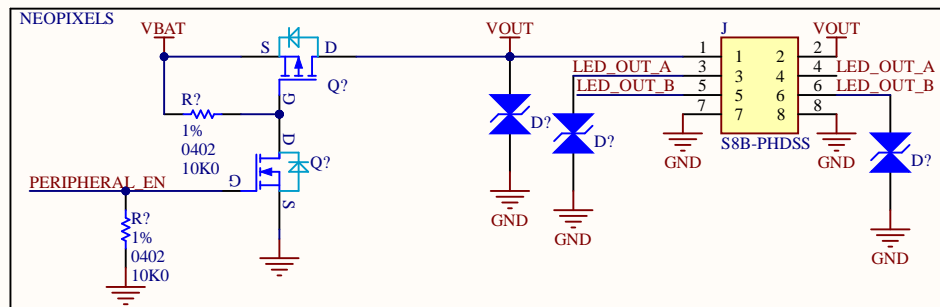 NEOPIXELS
VBAT
VOUT
J
VOUT
S
D
Q?
G
1
3
5
7
1 2
3 4
5 6
7 8
2
4
6
8
LED_OUT_A
LED_OUT_B
LED_OUT_A
LED_OUT_B
R?
1%
0402
10K0
D
Q?
G
S
D?
D?
D?
S8B-PHDSS
GND
GND
PERIPHERAL_EN
R?
1%
0402
10K0
GND
GND
GND